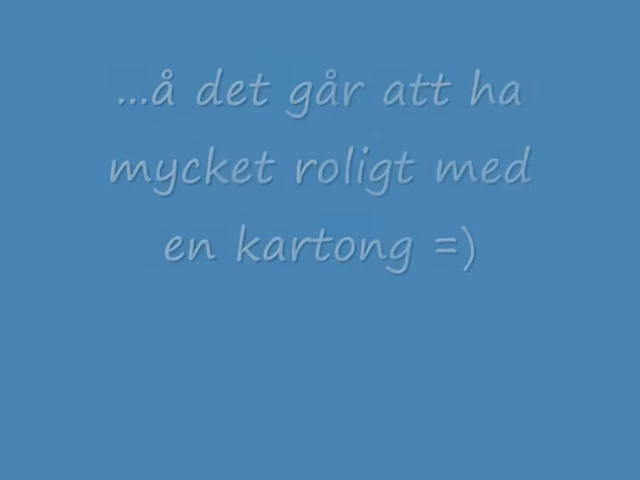 ...å det går att ha
mycket roligt med
en kartong =)